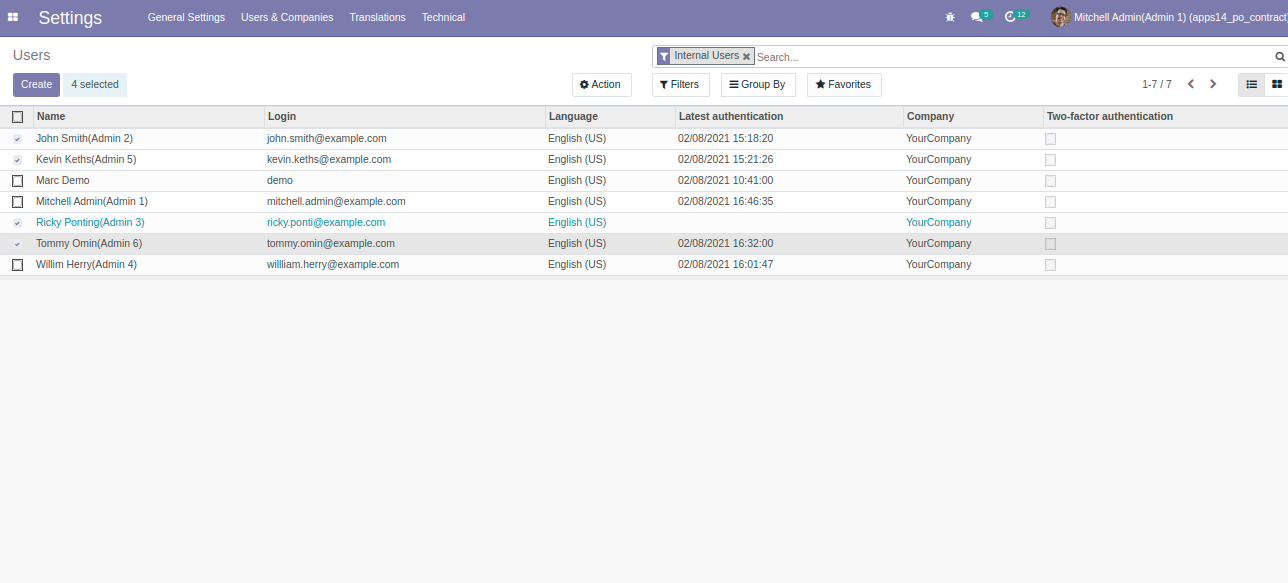 Settings General Settings Users & Companies Translations Technical 5 12 Mitchell Admin(Admin 1) (apps14_po_contract
Users Internal Users Search...
Create 4 selected Action Filters Group By Favorites 1-7 / 7
Name Login Language Latest authentication Company Two-factor authentication
John Smith(Admin 2) john.smith@example.com English (US) 02/08/2021 15:18:20 YourCompany
Kevin Keths(Admin 5) kevin.keths@example.com English (US) 02/08/2021 15:21:26 YourCompany
Marc Demo demo English (US) 02/08/2021 10:41:00 YourCompany
Mitchell Admin(Admin 1) mitchell.admin@example.com English (US) 02/08/2021 16:46:35 YourCompany
Ricky Ponting(Admin 3) ricky.ponti@example.com English (US) YourCompany
Tommy Omin(Admin 6) tommy.omin@example.com English (US) 02/08/2021 16:32:00 YourCompany
Willim Herry(Admin 4) willliam.herry@example.com English (US) 02/08/2021 16:01:47 YourCompany